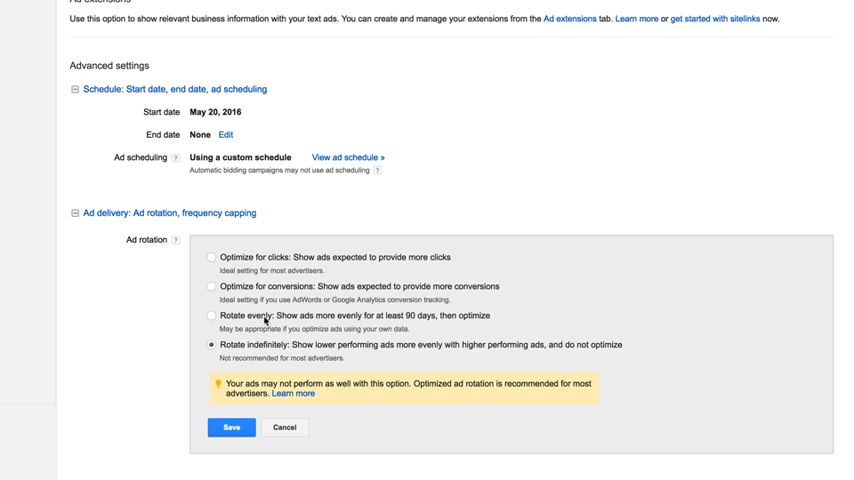 Ad extensions
Use this option to show relevant business information with your text ads. You can create and manage your extensions from the Ad extensions tab. Learn more or get started with sitelinks now.
Advanced settings
Schedule: Start date, end date, ad scheduling
Start date May 20, 2016
End date None Edit
Ad scheduling ? Using a custom schedule View ad schedule »
Automatic bidding campaigns may not use ad scheduling ?
Ad delivery: Ad rotation, frequency capping
Ad rotation ?
Optimize for clicks: Show ads expected to provide more clicks
Ideal setting for most advertisers.
Optimize for conversions: Show ads expected to provide more conversions
Ideal setting if you use AdWords or Google Analytics conversion tracking.
Rotate evenly: Show ads more evenly for at least 90 days, then optimize
May be appropriate if you optimize ads using your own data.
Rotate indefinitely: Show lower performing ads more evenly with higher performing ads, and do not optimize
Not recommended for most advertisers.
Your ads may not perform as well with this option. Optimized ad rotation is recommended for most
advertisers. Learn more
Save Cancel